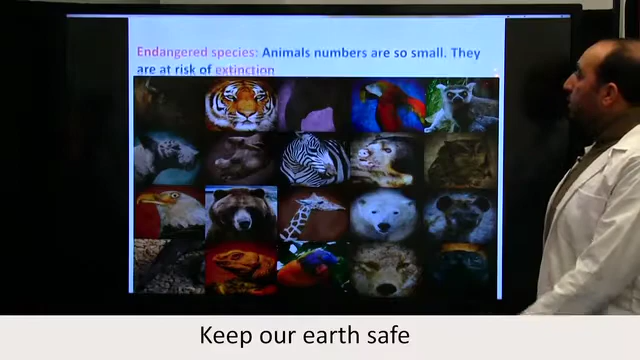 Endangered species: Animals numbers are so small. They
are at risk of extinction
Keep our earth safe